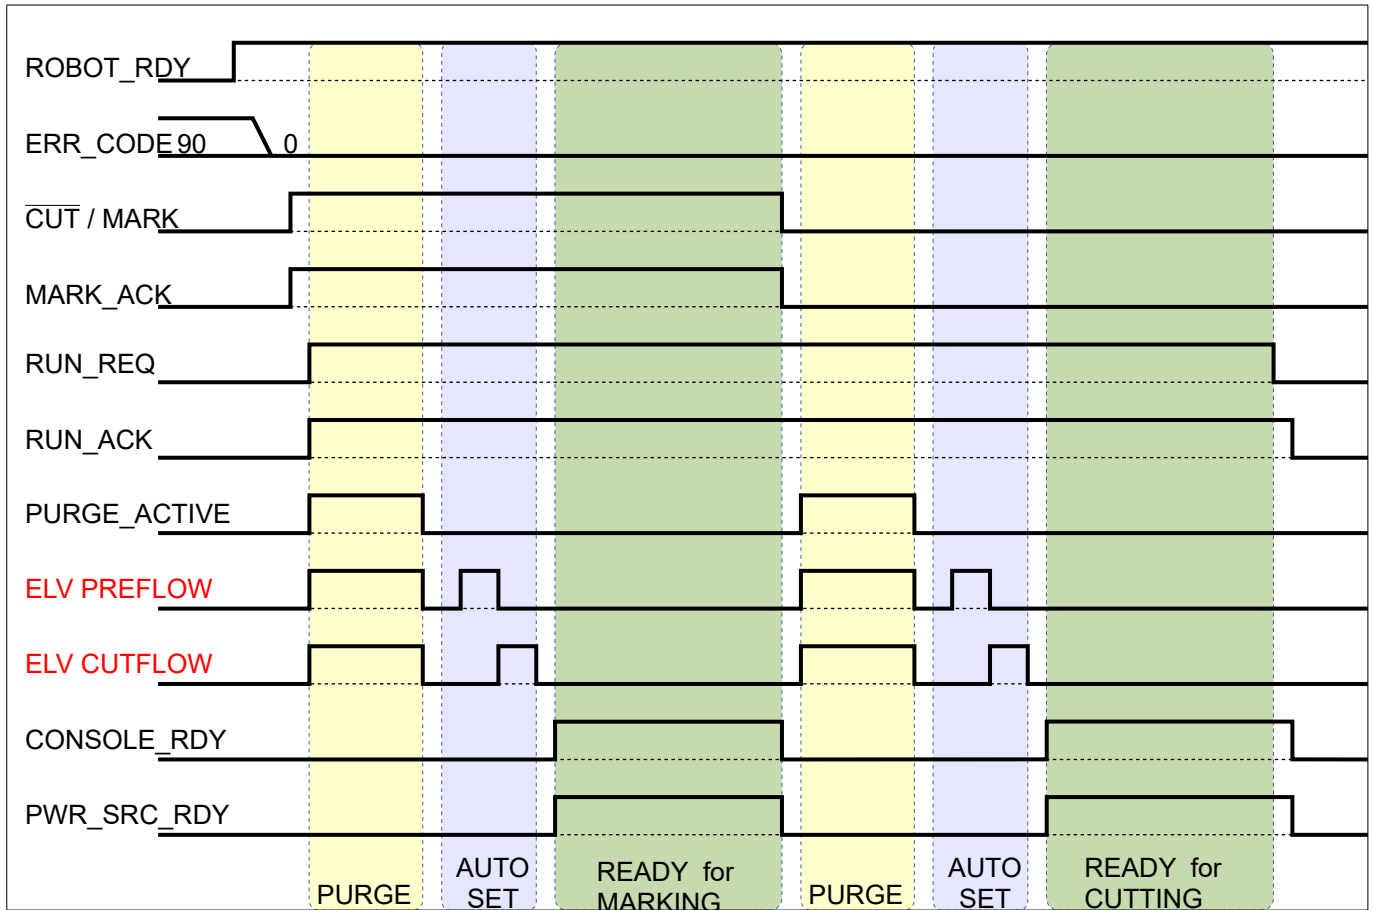 ROBOT_RDY
ERR_CODE 90 0
CUT / MARK
MARK_ACK
RUN_REQ
RUN_ACK
PURGE_ACTIVE
ELV PREFLOW
ELV CUTFLOW
CONSOLE_RDY
PWR_SRC_RDY
PURGE
AUTO
SET
READY for
MARKING
PURGE
AUTO
SET
READY for
CUTTING